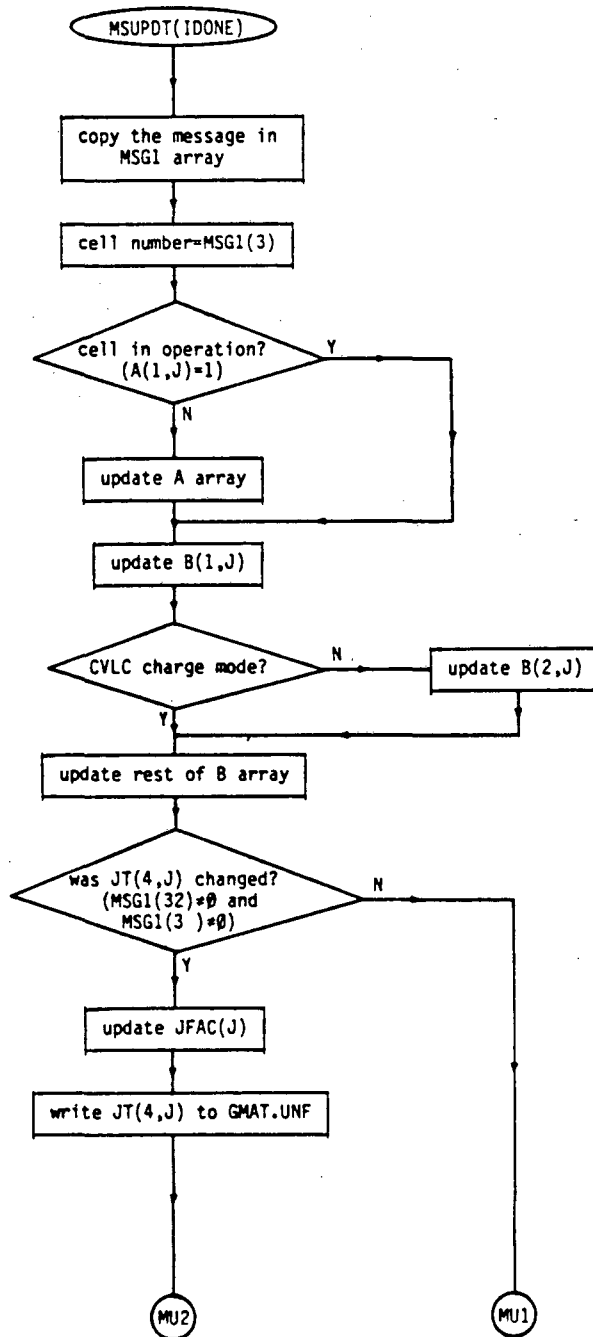 MSUPDT(IDONE)
copy the message in
MSG1 array
cell number=MSG1(3)
cell in operation?
(A(1,J)=1)
Y
N
update A array
update B(1,J)
CVLC charge mode?
N
update B(2,J)
Y
update rest of B array
was JT(4,J) changed?
(MSG1(32)≠0 and
MSG1(3 )≠0)
N
Y
update JFAC(J)
write JT(4,J) to GMAT.UNF
MU2
MU1